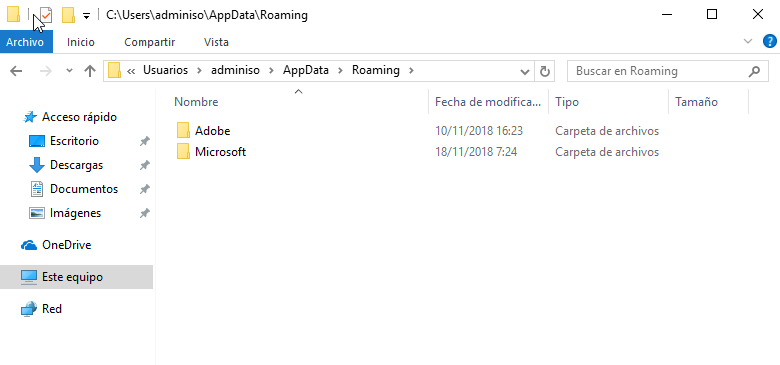 C:\Users\adminiso\AppData\Roaming
Archivo Inicio Compartir Vista
« Usuarios > adminiso > AppData > Roaming > Buscar en Roaming
Nombre Fecha de modifica... Tipo Tamaño
Acceso rápido
Escritorio
Descargas
Documentos
Imágenes
OneDrive
Este equipo
Red
Adobe 10/11/2018 16:23 Carpeta de archivos
Microsoft 18/11/2018 7:24 Carpeta de archivos